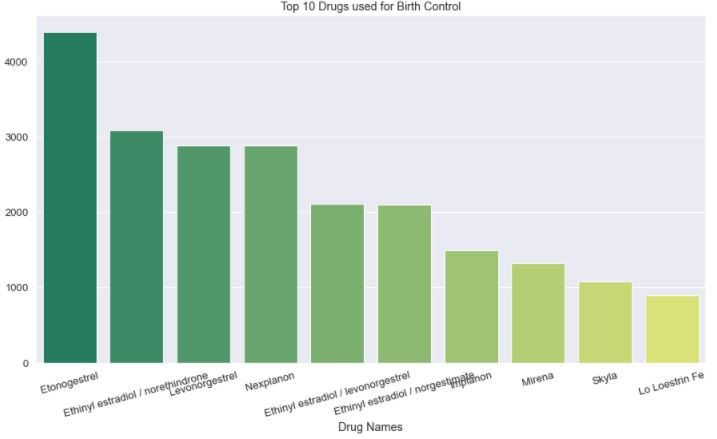 Top 10 Drugs used for Birth Control
4000
3000
2000
1000
0
Etonogestrel
Ethinyl estradiol / norethindrone
Levonorgestrel
Nexplanon
Ethinyl estradiol / levonorgestrel
Ethinyl estradiol / norgestimate
Implanon
Mirena
Skyla
Lo Loestrin Fe
Drug Names